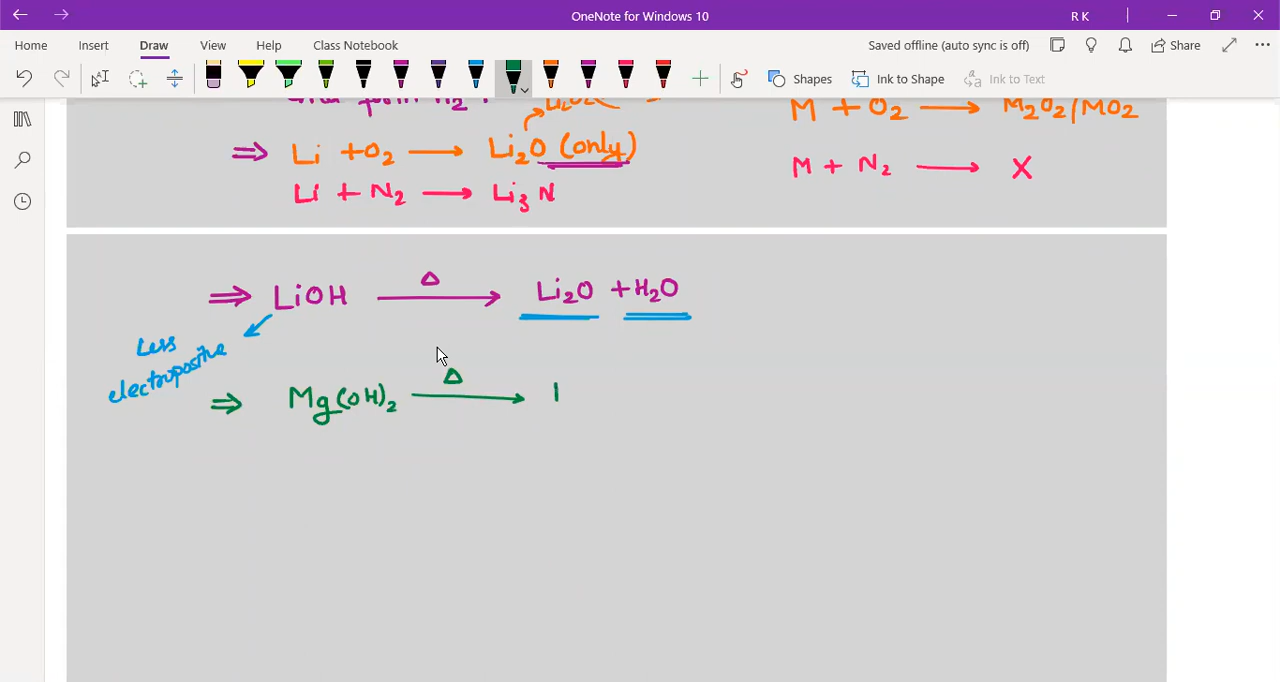 OneNote for Windows 10
R K
Home Insert Draw View Help Class Notebook
Saved offline (auto sync is off) Share
Shapes Ink to Shape Ink to Text
M + O₂ ⟶ M₂O₂/MO₂
⇒ Li + O₂ ⟶ Li₂O (only)
M + N₂ ⟶ X
Li + N₂ ⟶ Li₃N
⇒ LiOH —Δ→ Li₂O + H₂O
Less
electropositive
⇒ Mg(OH)₂ —Δ→